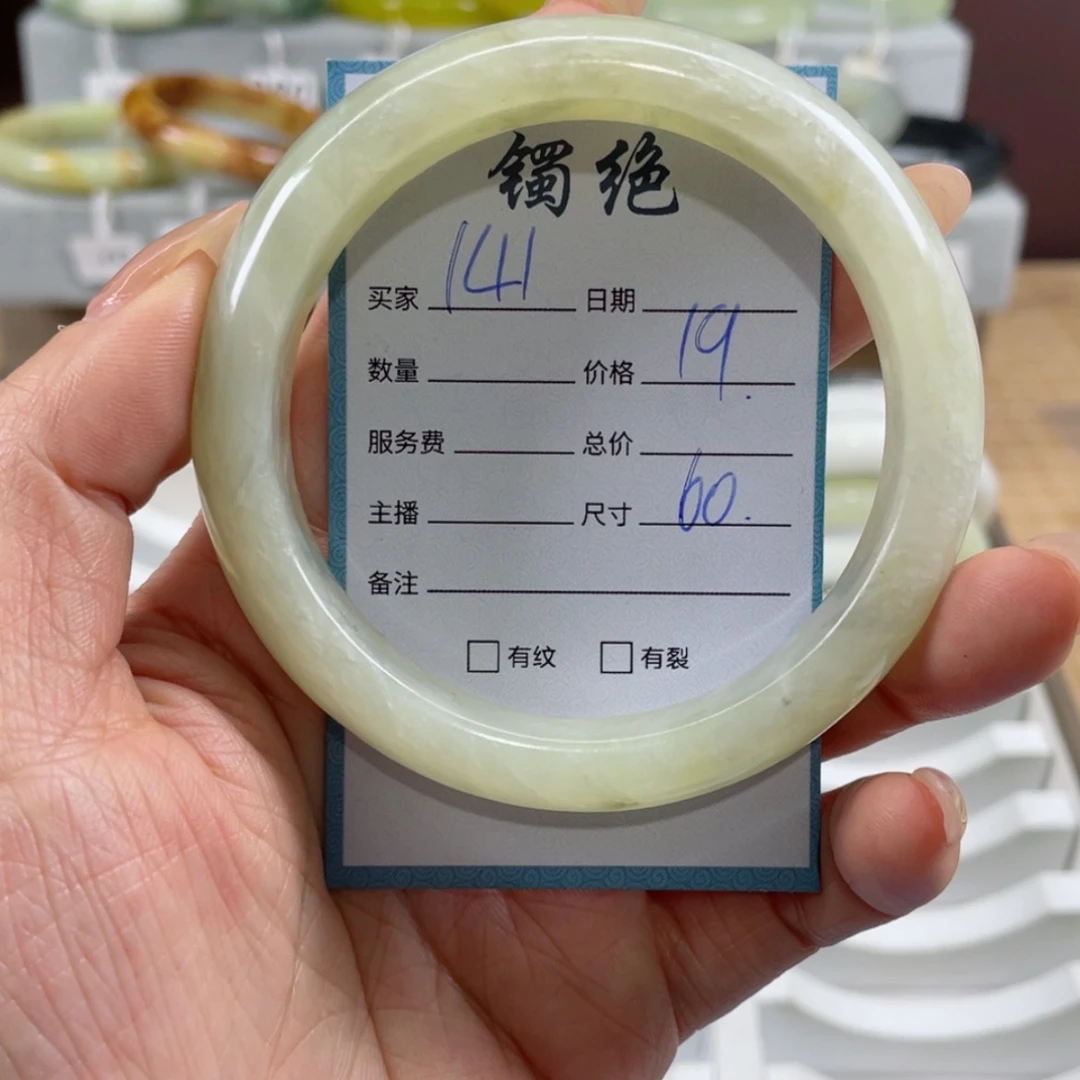 镯绝
买家 141 日期
数量 价格 19.
服务费 总价
主播 尺寸 60.
备注
有纹 有裂